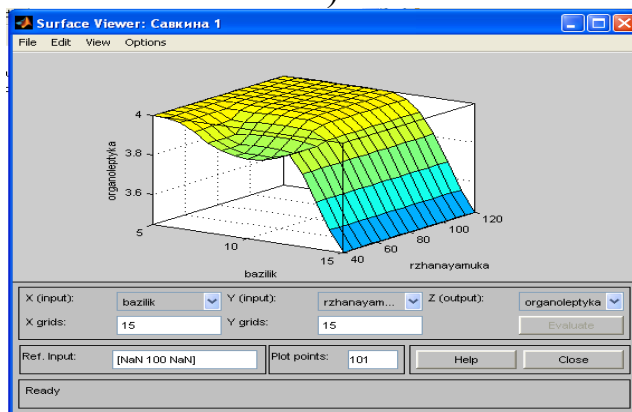 )
Surface Viewer: Савкина 1
File Edit View Options
4
3.8
3.6
organoleptyka
5
10
15
bazilik
40
60
80
100
120
rzhanayamuka
X (input): bazilik Y (input): rzhanayam... Z (output): organoleptyka
X grids: 15 Y grids: 15 Evaluate
Ref. Input: [NaN 100 NaN] Plot points: 101 Help Close
Ready